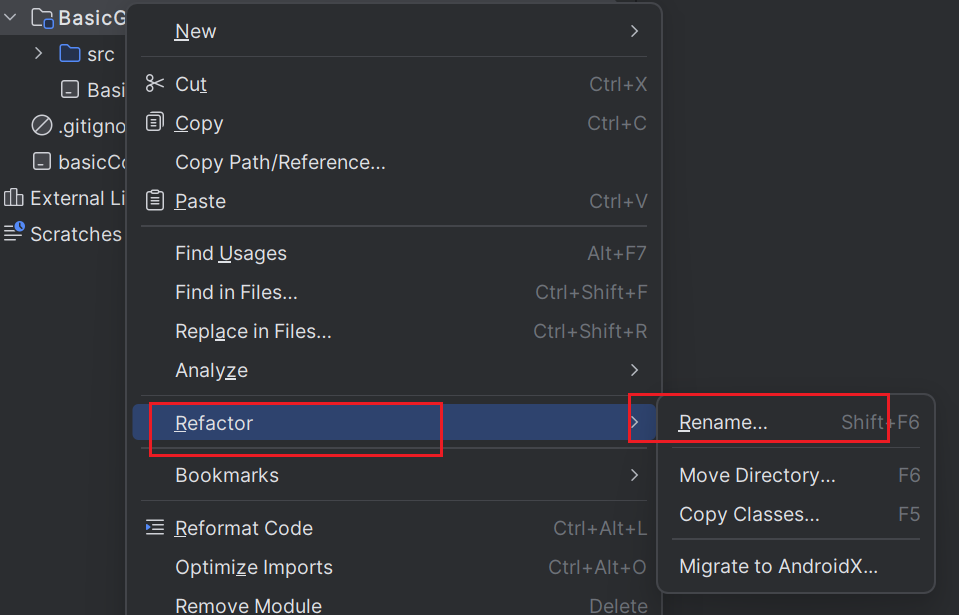 BasicG
src
Basi
.gitigno
basicCo
External Li
Scratches
New
Cut Ctrl+X
Copy Ctrl+C
Copy Path/Reference...
Paste Ctrl+V
Find Usages Alt+F7
Find in Files... Ctrl+Shift+F
Replace in Files... Ctrl+Shift+R
Analyze
Refactor
Bookmarks
Reformat Code Ctrl+Alt+L
Optimize Imports Ctrl+Alt+O
Remove Module Delete
Rename... Shift+F6
Move Directory... F6
Copy Classes... F5
Migrate to AndroidX...